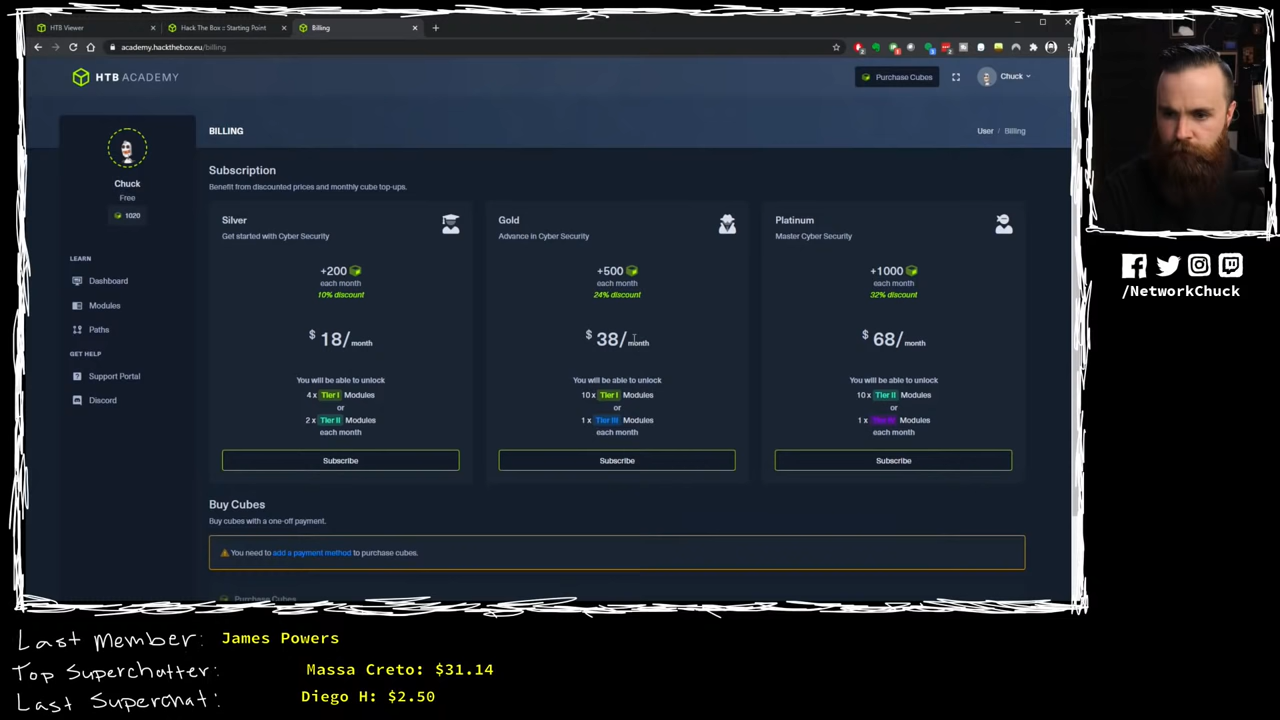 HTB Viewer
Hack The Box :: Starting Point
Billing
academy.hackthebox.eu/billing
HTB ACADEMY
Purchase Cubes
Chuck
BILLING
User / Billing
Chuck
Free
1020
LEARN
Dashboard
Modules
Paths
GET HELP
Support Portal
Discord
Subscription
Benefit from discounted prices and monthly cube top-ups.
Silver
Get started with Cyber Security
+200
each month
10% discount
$ 18/month
You will be able to unlock
4 x Tier I Modules
or
2 x Tier II Modules
each month
Subscribe
Gold
Advance in Cyber Security
+500
each month
24% discount
$ 38/month
You will be able to unlock
10 x Tier I Modules
or
1 x Tier III Modules
each month
Subscribe
Platinum
Master Cyber Security
+1000
each month
32% discount
$ 68/month
You will be able to unlock
10 x Tier II Modules
or
1 x Modules
each month
Subscribe
Buy Cubes
Buy cubes with a one-off payment.
You need to add a payment method to purchase cubes.
Purchase Cubes
/NetworkChuck
Last Member: James Powers
Top Superchatter: Massa Creto: $31.14
Last Superchat: Diego H: $2.50